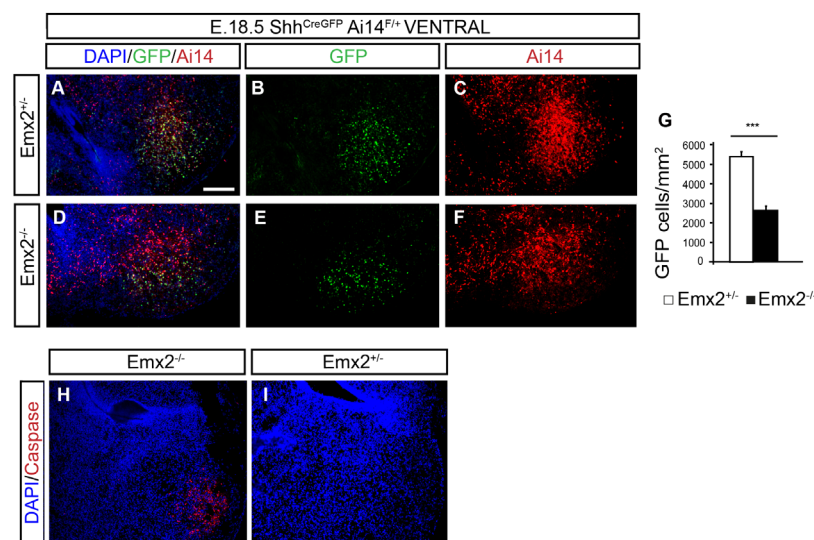 E.18.5 Shh^CreGFP Ai14^F/+ VENTRAL
DAPI/GFP/Ai14
GFP
Ai14
Emx2+/-
A
B
C
Emx2-/-
D
E
F
G
***
GFP cells/mm²
6000
5000
4000
3000
2000
1000
0
Emx2+/-
Emx2-/-
Emx2-/-
Emx2+/-
DAPI/Caspase
H
I